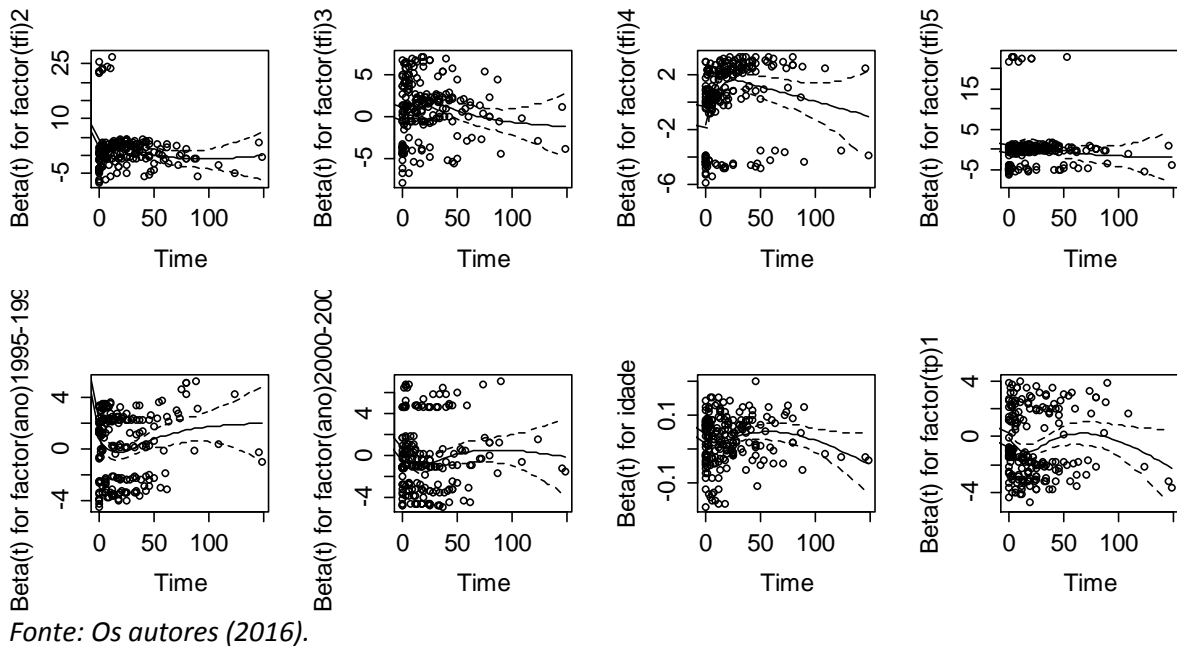 Beta(t) for factor(tfi)2
25
10
-5
0 50 100
Time
Beta(t) for factor(tfi)3
5
0
-5
0 50 100
Time
Beta(t) for factor(tfi)4
2
-2
-6
0 50 100
Time
Beta(t) for factor(tfi)5
15
5
-5
0 50 100
Time
Beta(t) for factor(ano)1995-199
4
0
-4
0 50 100
Time
Beta(t) for factor(ano)2000-200
4
0
-4
0 50 100
Time
Beta(t) for idade
0.1
-0.1
0 50 100
Time
Beta(t) for factor(tp)1
4
0
-4
0 50 100
Time
Fonte: Os autores (2016).